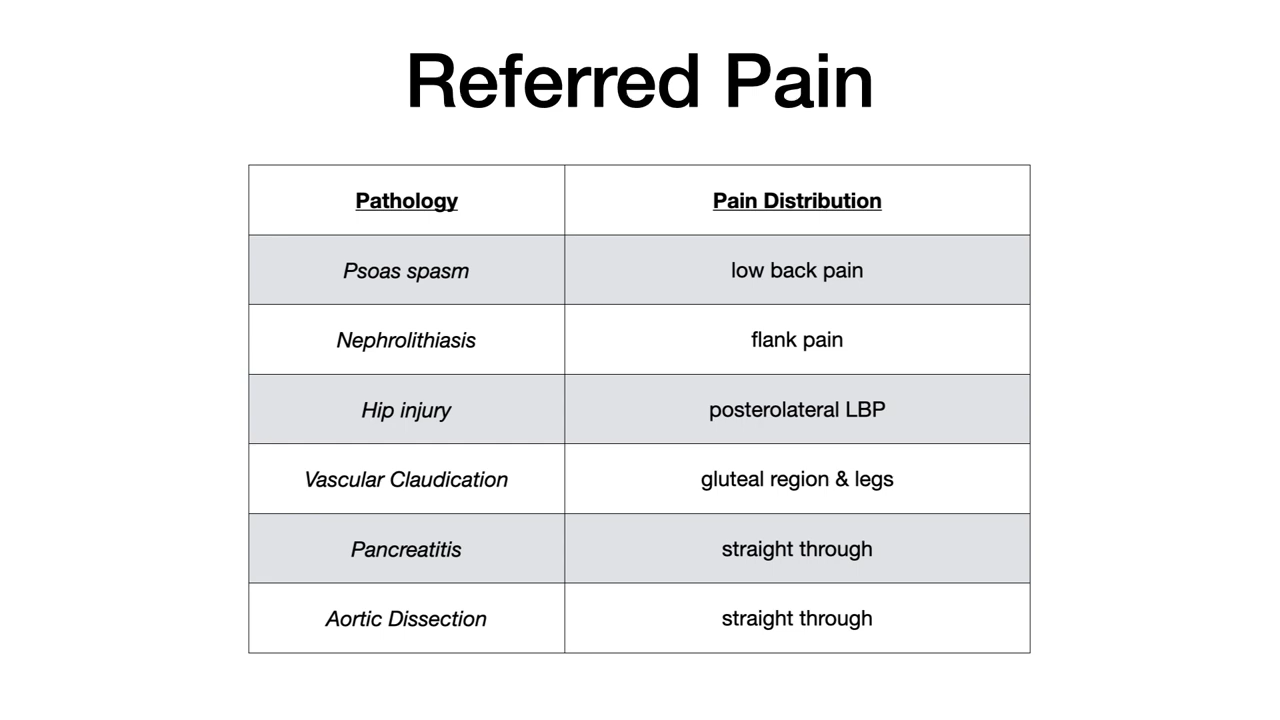 Referred Pain
Pathology Pain Distribution
Psoas spasm low back pain
Nephrolithiasis flank pain
Hip injury posterolateral LBP
Vascular Claudication gluteal region & legs
Pancreatitis straight through
Aortic Dissection straight through